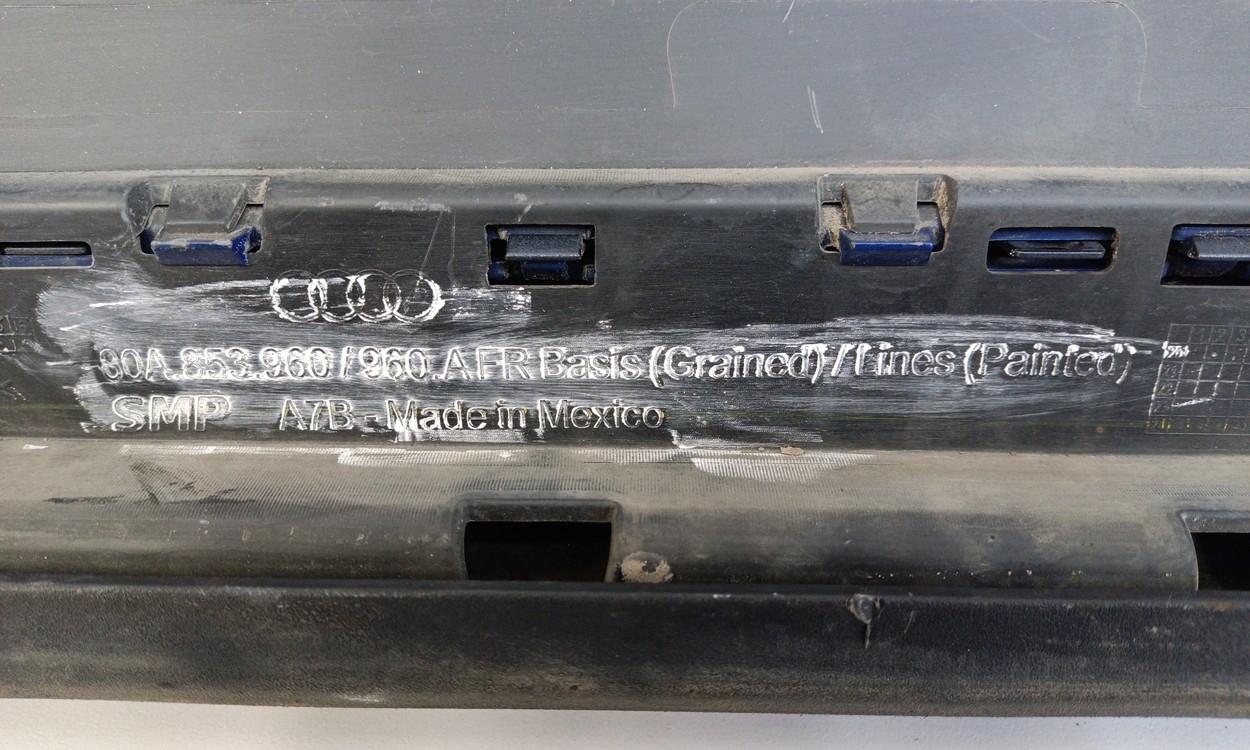 80A.853.960 / 960.A FR Basis (Grained) / Lines (Painted)
SMP A7B - Made in Mexico